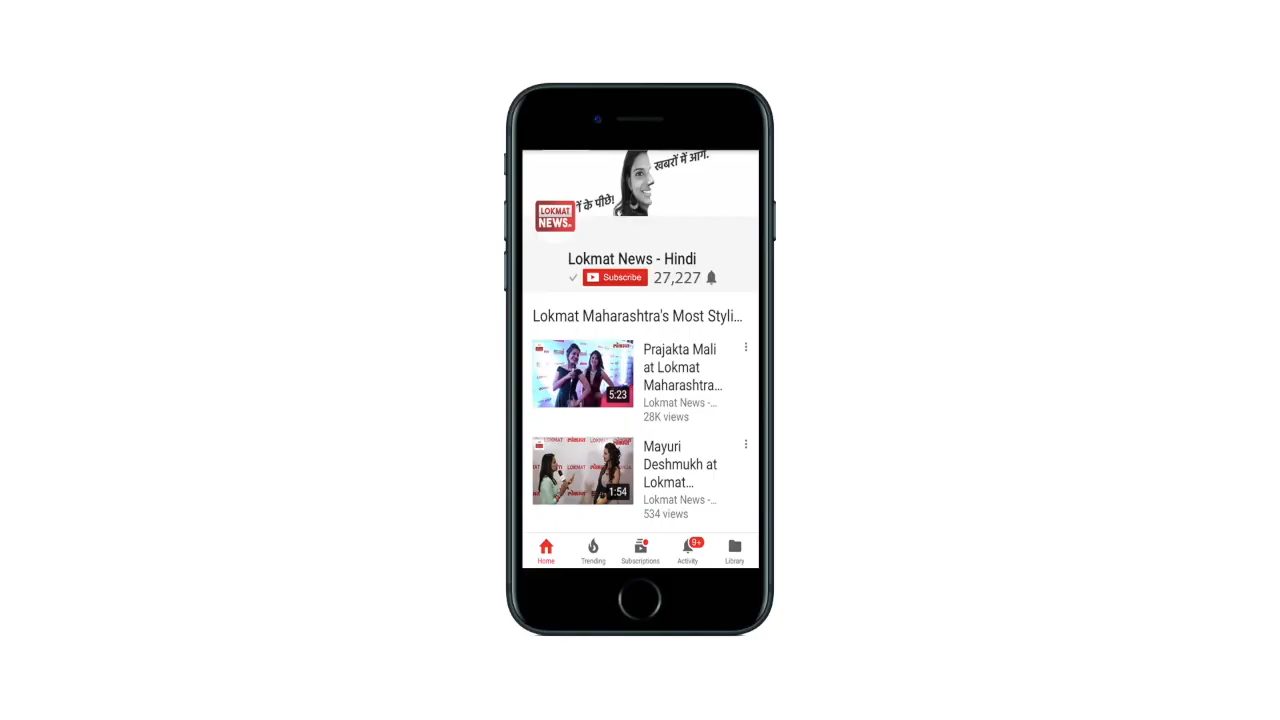 खबरों में आगे.
के पीछे!
LOKMAT
NEWS
Lokmat News - Hindi
Subscribe 27,227
Lokmat Maharashtra's Most Styli...
Prajakta Mali
at Lokmat
Maharashtra...
Lokmat News -...
28K views
5:23
Mayuri
Deshmukh at
Lokmat...
Lokmat News -...
534 views
LOKMAT
1:54
9+
Home Trending Subscriptions Activity Library